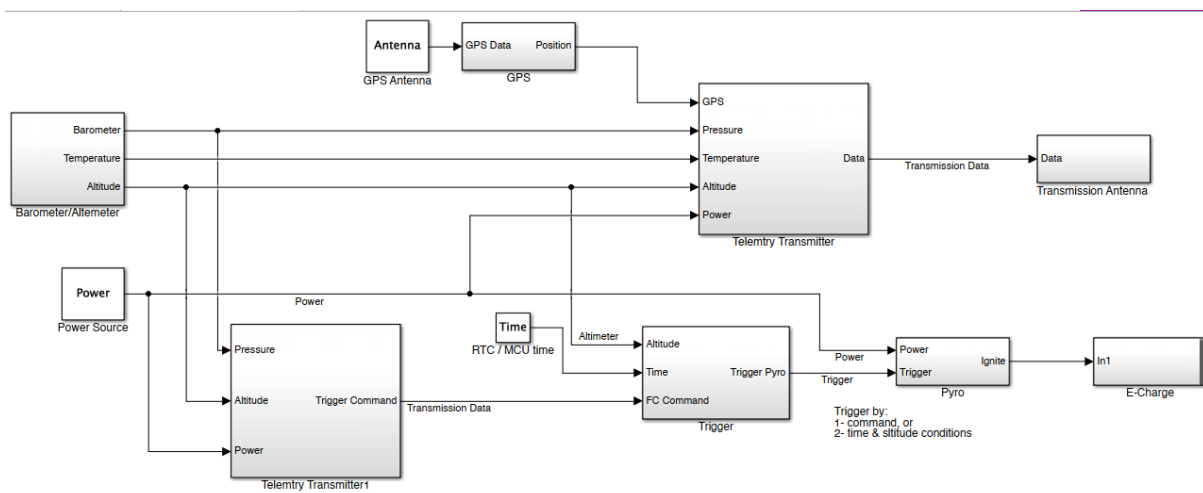 Antenna
GPS Antenna
GPS Data
Position
GPS
GPS
Pressure
Temperature
Altitude
Power
Data
Telemtry Transmitter
Transmission Data
Data
Transmission Antenna
Barometer
Temperature
Altitude
Barometer/Altemeter
Power
Power Source
Power
Pressure
Altitude
Power
Trigger Command
Telemtry Transmitter1
Transmission Data
Time
RTC / MCU time
Altimeter
Altitude
Time
FC Command
Trigger Pyro
Trigger
Power
Trigger
Power
Trigger
Ignite
Pyro
In1
E-Charge
Trigger by:
1- command, or
2- time & sltitude conditions